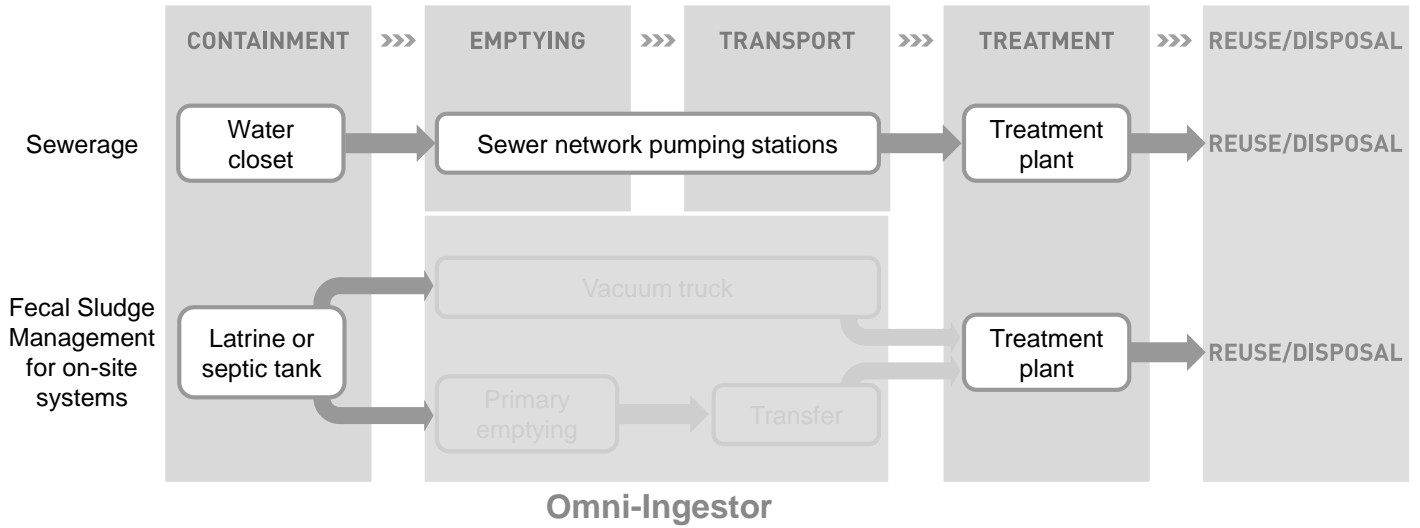 CONTAINMENT >>> EMPTYING >>> TRANSPORT >>> TREATMENT >>> REUSE/DISPOSAL
Sewerage
Water
closet
Sewer network pumping stations
Treatment
plant
REUSE/DISPOSAL
Fecal Sludge
Management
for on-site
systems
Latrine or
septic tank
Vacuum truck
Primary
emptying
Transfer
Treatment
plant
REUSE/DISPOSAL
Omni-Ingestor